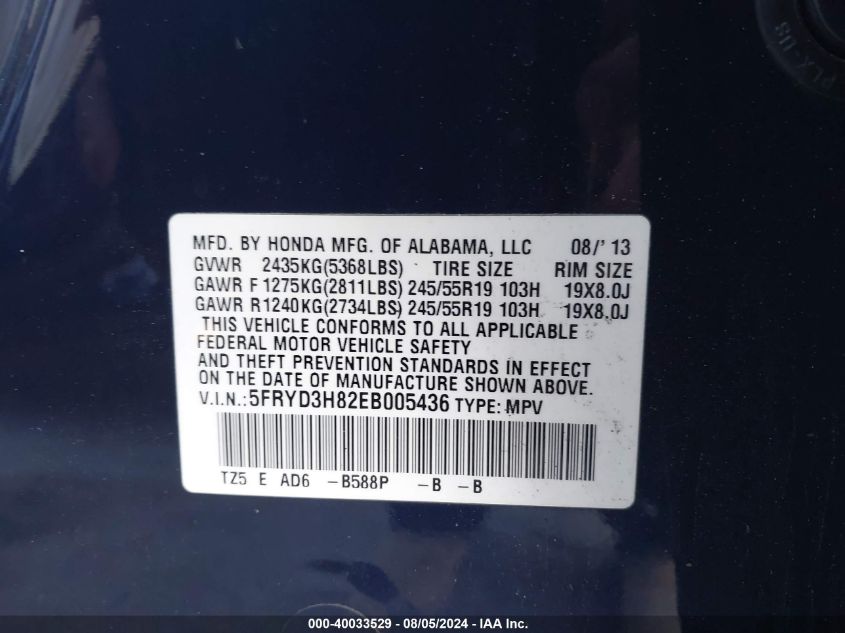 PLK US
MFD. BY HONDA MFG. OF ALABAMA, LLC 08/' 13
GVWR 2435KG(5368LBS) TIRE SIZE RIM SIZE
GAWR F 1275KG(2811LBS) 245/55R19 103H 19X8.0J
GAWR R1240KG(2734LBS) 245/55R19 103H 19X8.0J
THIS VEHICLE CONFORMS TO ALL APPLICABLE
FEDERAL MOTOR VEHICLE SAFETY
AND THEFT PREVENTION STANDARDS IN EFFECT
ON THE DATE OF MANUFACTURE SHOWN ABOVE.
V.I.N.: 5FRYD3H82EB005436 TYPE: MPV
TZ5 E AD6 -B588P -B -B
000-40033529 - 08/05/2024 - IAA Inc.